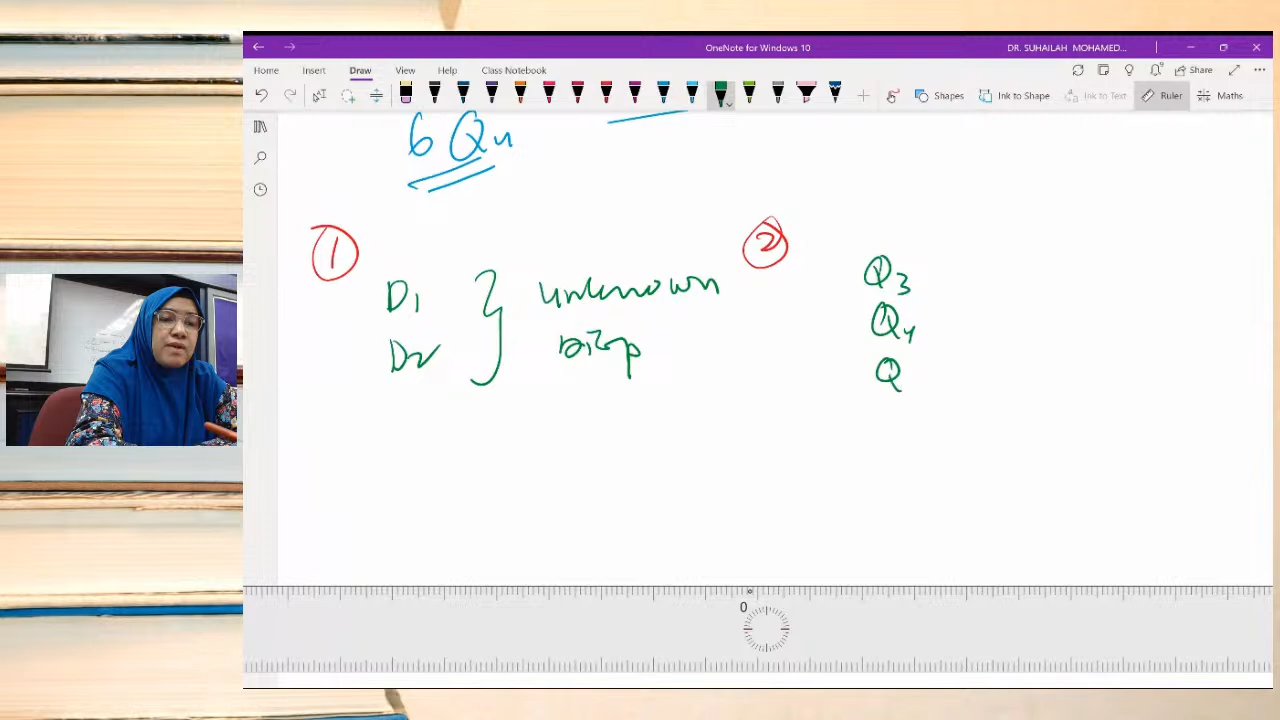 OneNote for Windows 10
DR. SUHAILAH MOHAMED...
Home Insert Draw View Help Class Notebook
Share
Shapes Ink to Shape Ink to Text Ruler Maths
6 Qu
1
D1
D2
unknown
2
Q3
Q4
Q
0